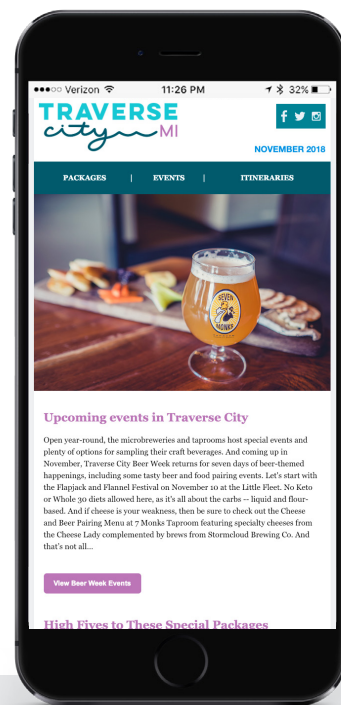 ●●●○○ Verizon 11:26 PM 32%
TRAVERSE
city MI
NOVEMBER 2018
PACKAGES | EVENTS | ITINERARIES
SEVEN
MONKS
Upcoming events in Traverse City
Open year-round, the microbreweries and taprooms host special events and
plenty of options for sampling their craft beverages. And coming up in
November, Traverse City Beer Week returns for seven days of beer-themed
happenings, including some tasty beer and food pairing events. Let's start with
the Flapjack and Flannel Festival on November 10 at the Little Fleet. No Keto
or Whole 30 diets allowed here, as it's all about the carbs -- liquid and flour-
based. And if cheese is your weakness, then be sure to check out the Cheese
and Beer Pairing Menu at 7 Monks Taproom featuring specialty cheeses from
the Cheese Lady complemented by brews from Stormcloud Brewing Co. And
that's not all...
View Beer Week Events
High Fives to These Special Packages